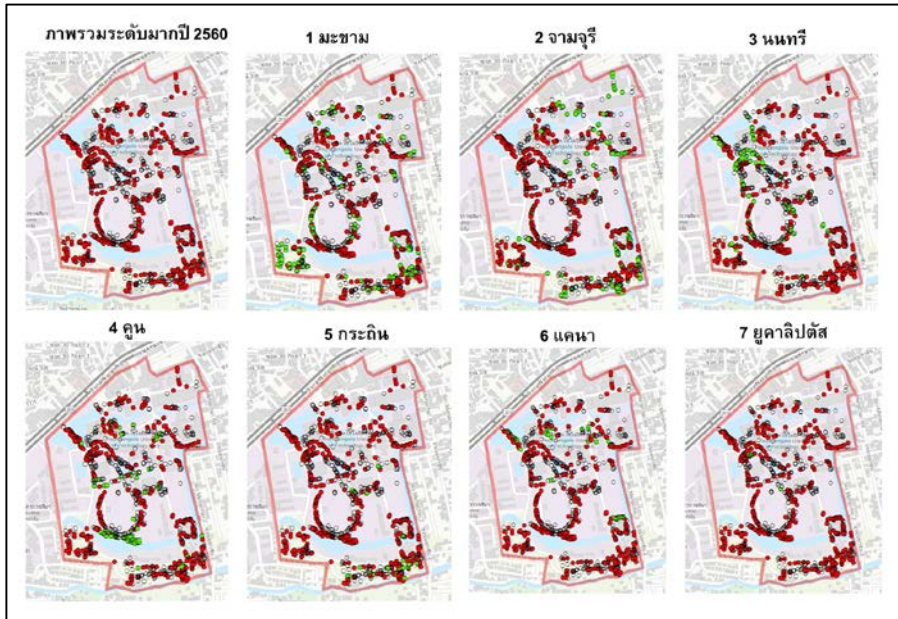 ภาพรวมระดับมากปี 2560
1 มะขาม
2 จามจุรี
3 นนทรี
4 คูน
5 กระถิน
6 แคนา
7 ยูคาลิปตัส